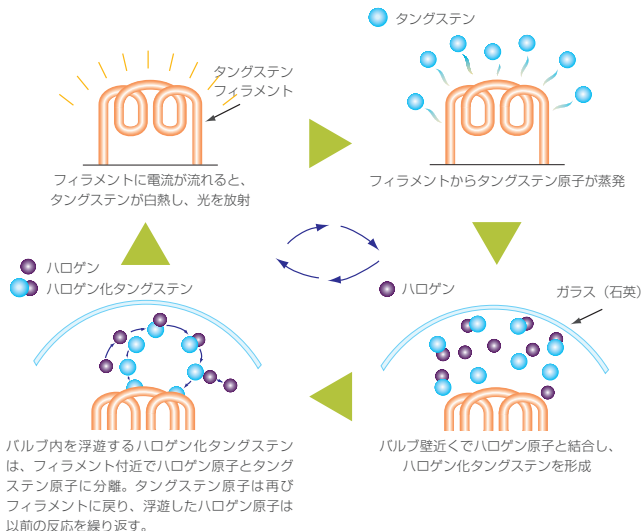 タングステン
フィラメント
フィラメントに電流が流れると、
タングステンが白熱し、光を放射
タングステン
フィラメントからタングステン原子が蒸発
ハロゲン
ハロゲン化タングステン
バルブ内を浮遊するハロゲン化タングステン
は、フィラメント付近でハロゲン原子とタング
ステン原子に分離。タングステン原子は再び
フィラメントに戻り、浮遊したハロゲン原子は
以前の反応を繰り返す。
ハロゲン
ガラス（石英）
バルブ壁近くでハロゲン原子と結合し、
ハロゲン化タングステンを形成